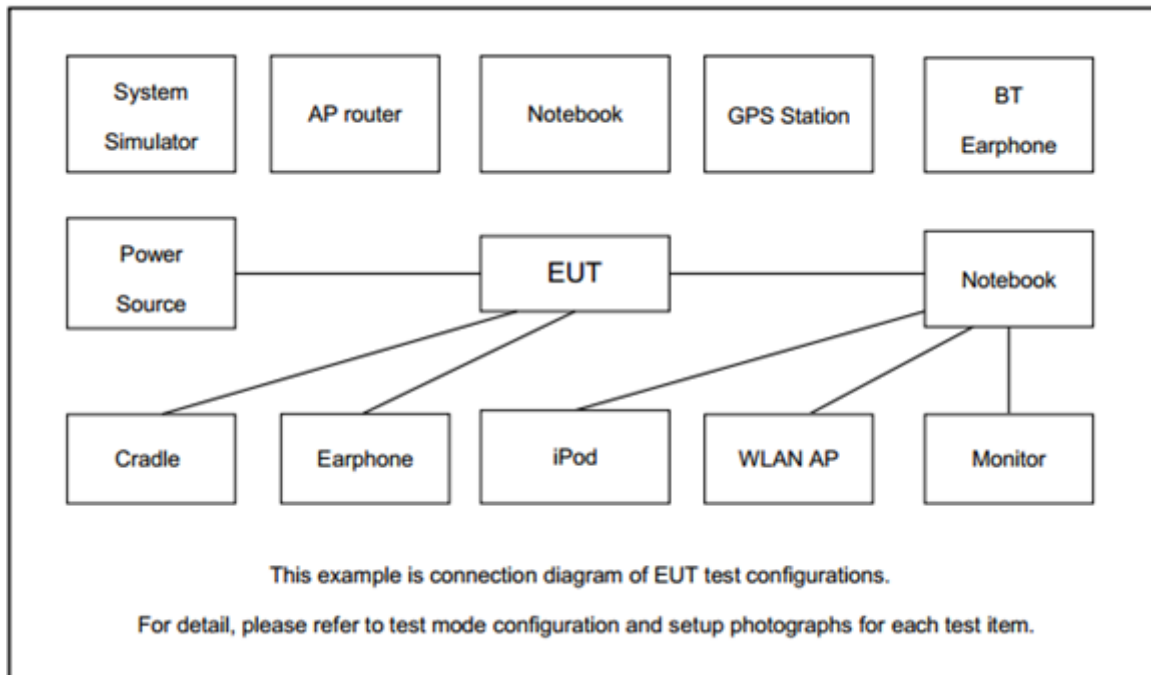 System
Simulator
AP router
Notebook
GPS Station
BT
Earphone
Power
Source
EUT
Notebook
Cradle
Earphone
iPod
WLAN AP
Monitor
This example is connection diagram of EUT test configurations.
For detail, please refer to test mode configuration and setup photographs for each test item.